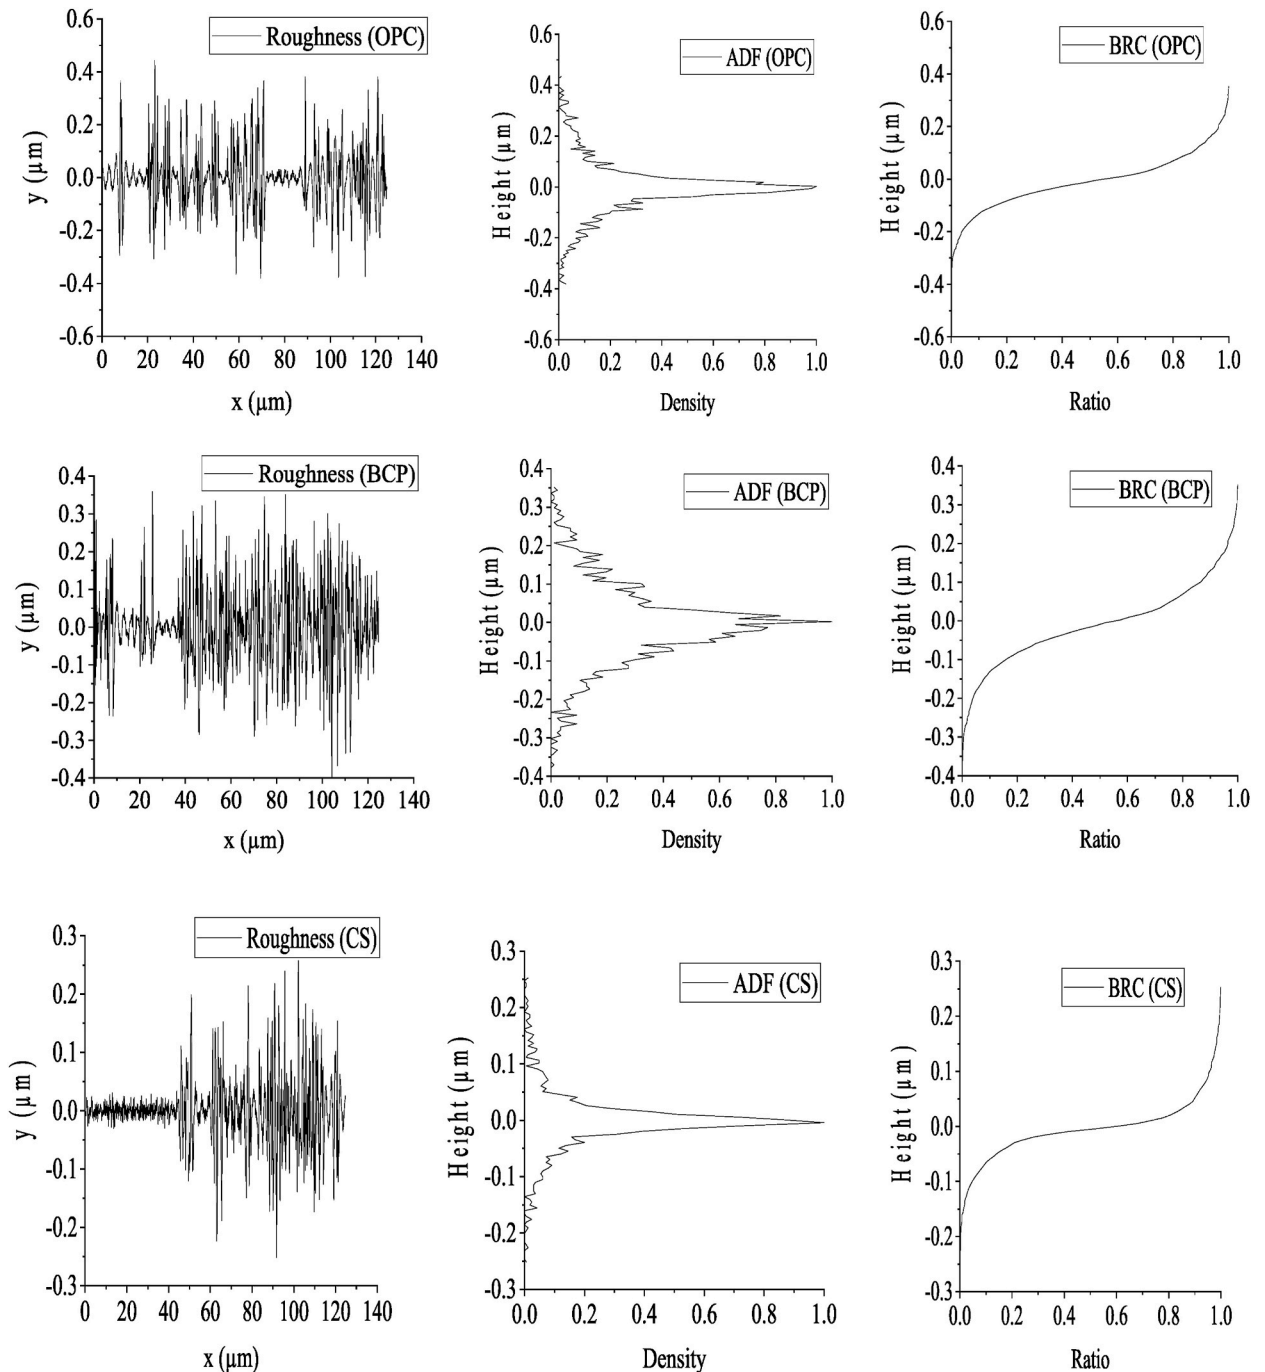 Roughness (OPC)
0.6
0.4
0.2
0.0
-0.2
-0.4
-0.6
y (µm)
0 20 40 60 80 100 120 140
x (µm)
ADF (OPC)
0.6
0.4
0.2
0.0
-0.2
-0.4
-0.6
Height (µm)
0.0 0.2 0.4 0.6 0.8 1.0
Density
BRC (OPC)
0.6
0.4
0.2
0.0
-0.2
-0.4
-0.6
Height (µm)
0.0 0.2 0.4 0.6 0.8 1.0
Ratio
Roughness (BCP)
0.4
0.3
0.2
0.1
0.0
-0.1
-0.2
-0.3
-0.4
y (µm)
0 20 40 60 80 100 120 140
x (µm)
ADF (BCP)
0.4
0.3
0.2
0.1
0.0
-0.1
-0.2
-0.3
-0.4
Height (µm)
0.0 0.2 0.4 0.6 0.8 1.0
Density
BRC (BCP)
0.4
0.3
0.2
0.1
0.0
-0.1
-0.2
-0.3
-0.4
Height (µm)
0.0 0.2 0.4 0.6 0.8 1.0
Ratio
Roughness (CS)
0.3
0.2
0.1
0.0
-0.1
-0.2
-0.3
y (µm)
0 20 40 60 80 100 120 140
x (µm)
ADF (CS)
0.3
0.2
0.1
0.0
-0.1
-0.2
-0.3
Height (µm)
0.0 0.2 0.4 0.6 0.8 1.0
Density
BRC (CS)
0.3
0.2
0.1
0.0
-0.1
-0.2
-0.3
Height (µm)
0.0 0.2 0.4 0.6 0.8 1.0
Ratio